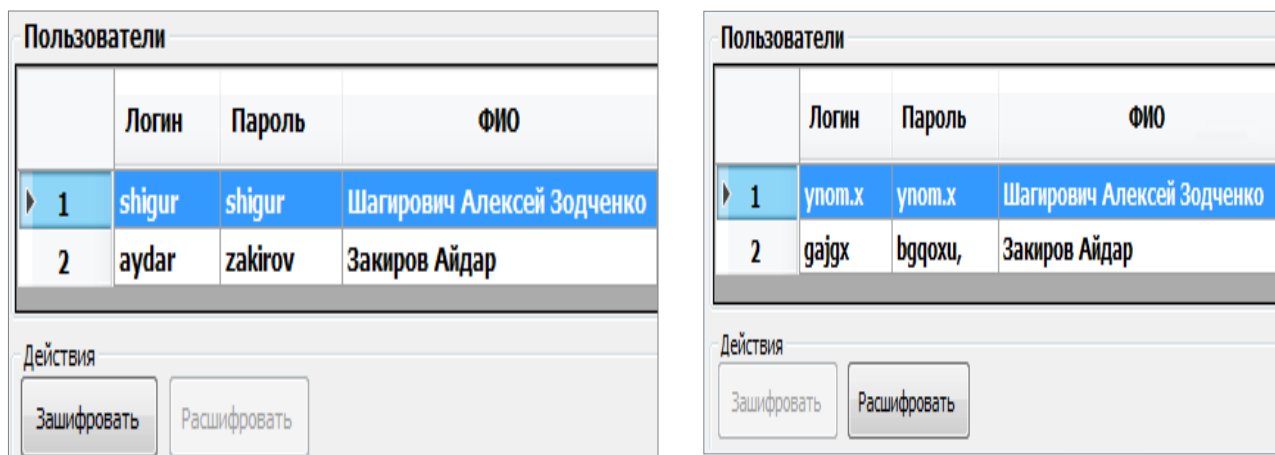 Пользователи
Логин Пароль ФИО
1 shigur shigur Шагирович Алексей Зодченко
2 aydar zakirov Закиров Айдар
Действия
Зашифровать Расшифровать
Пользователи
Логин Пароль ФИО
1 ynom.x ynom.x Шагирович Алексей Зодченко
2 gajgx bgqoxu, Закиров Айдар
Действия
Зашифровать Расшифровать